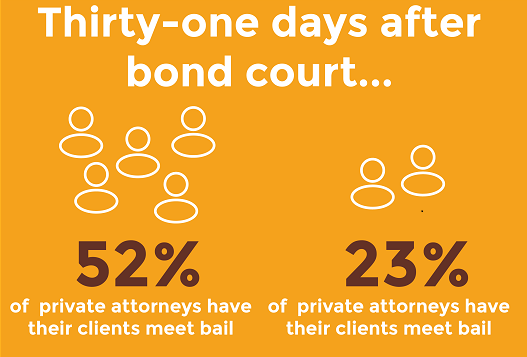 Thirty-one days after
bond court...
52%
of private attorneys have
their clients meet bail
23%
of private attorneys have
their clients meet bail